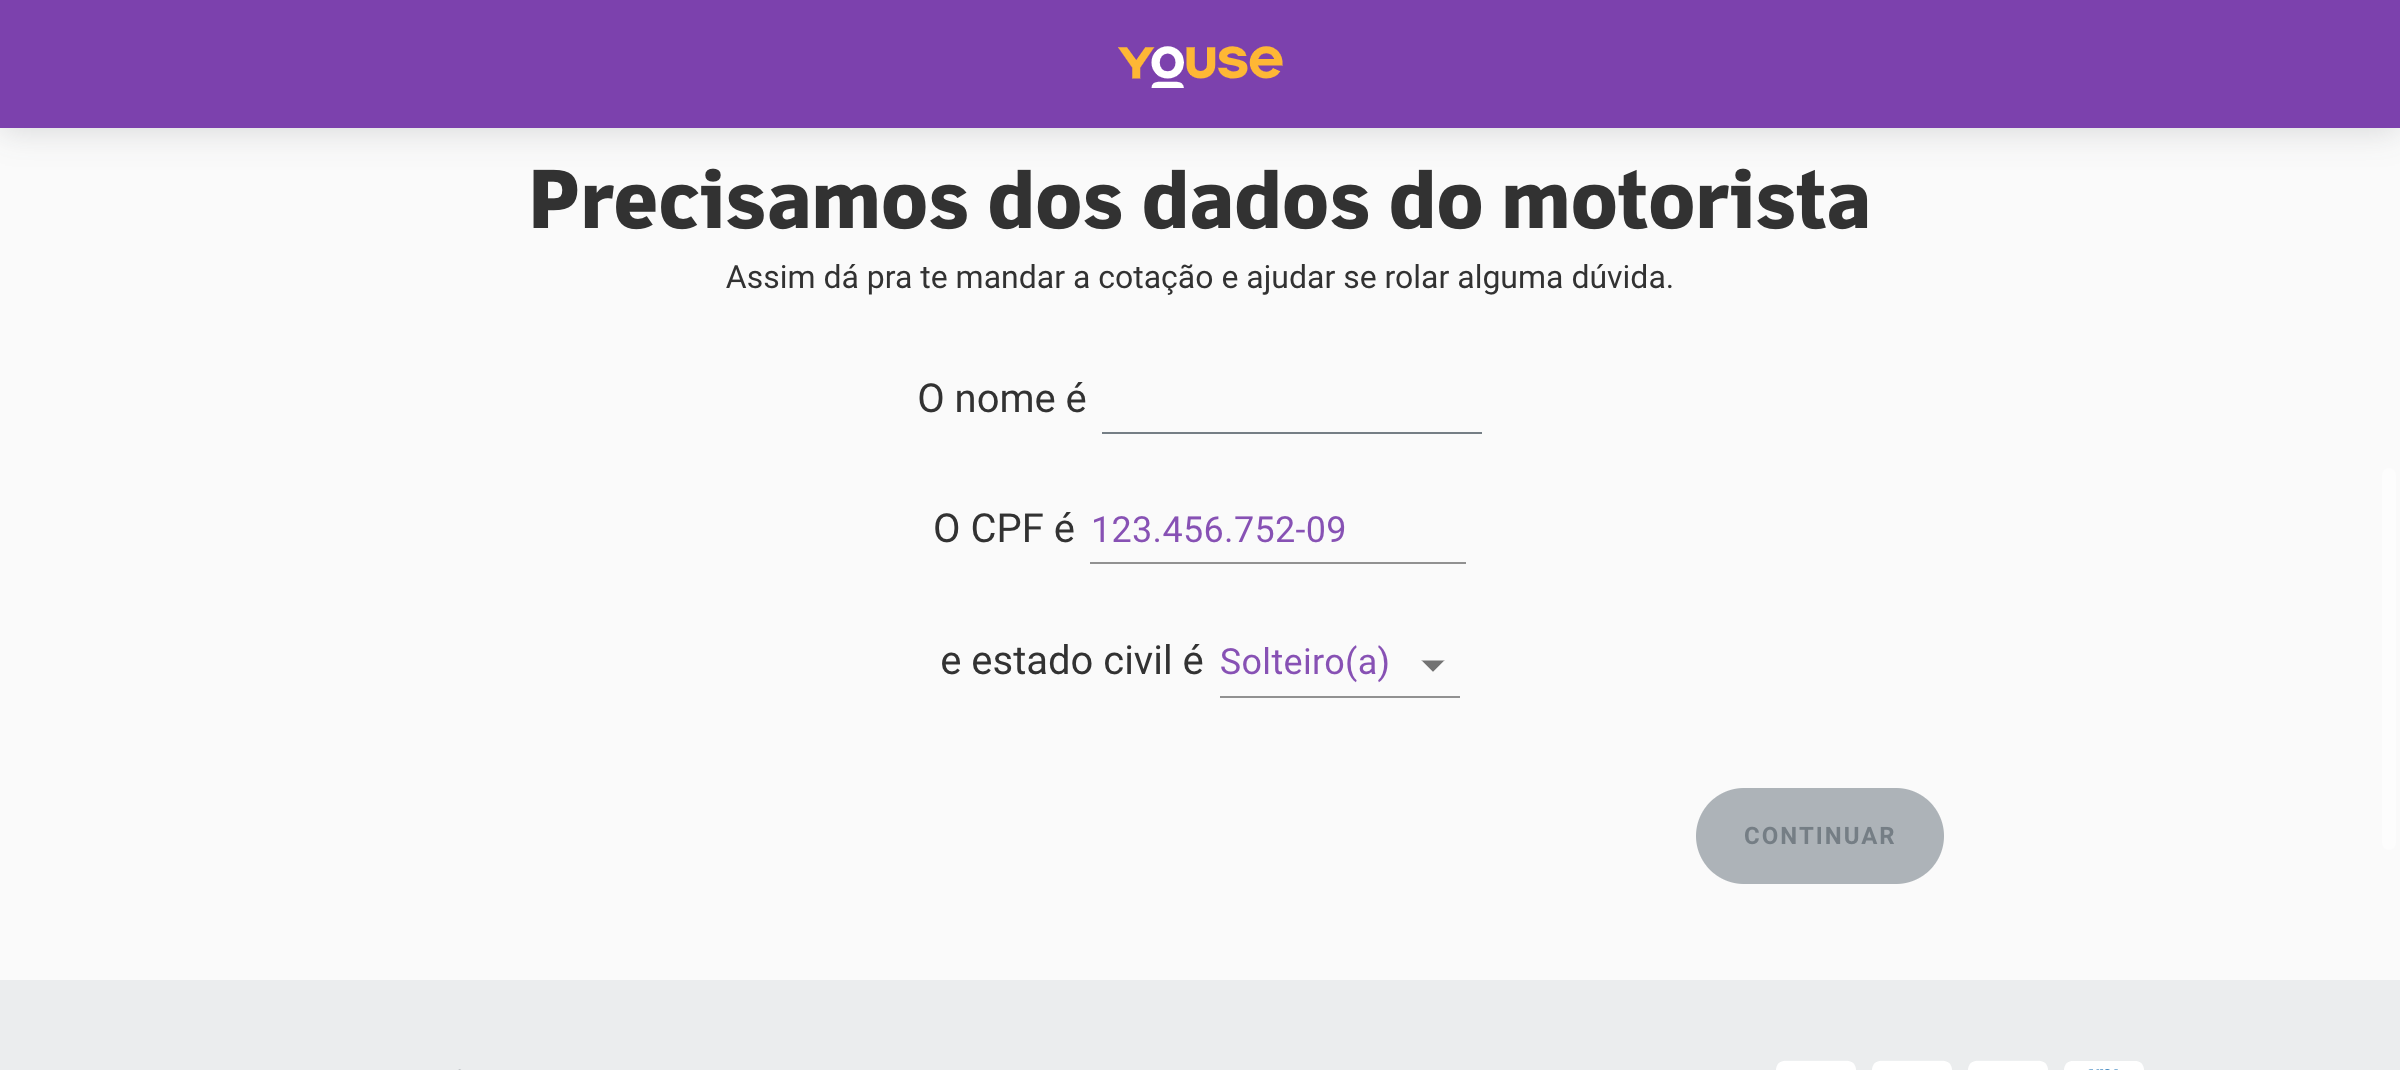 youse
Precisamos dos dados do motorista
Assim dá pra te mandar a cotação e ajudar se rolar alguma dúvida.
O nome é
O CPF é 123.456.752-09
e estado civil é Solteiro(a)
CONTINUAR